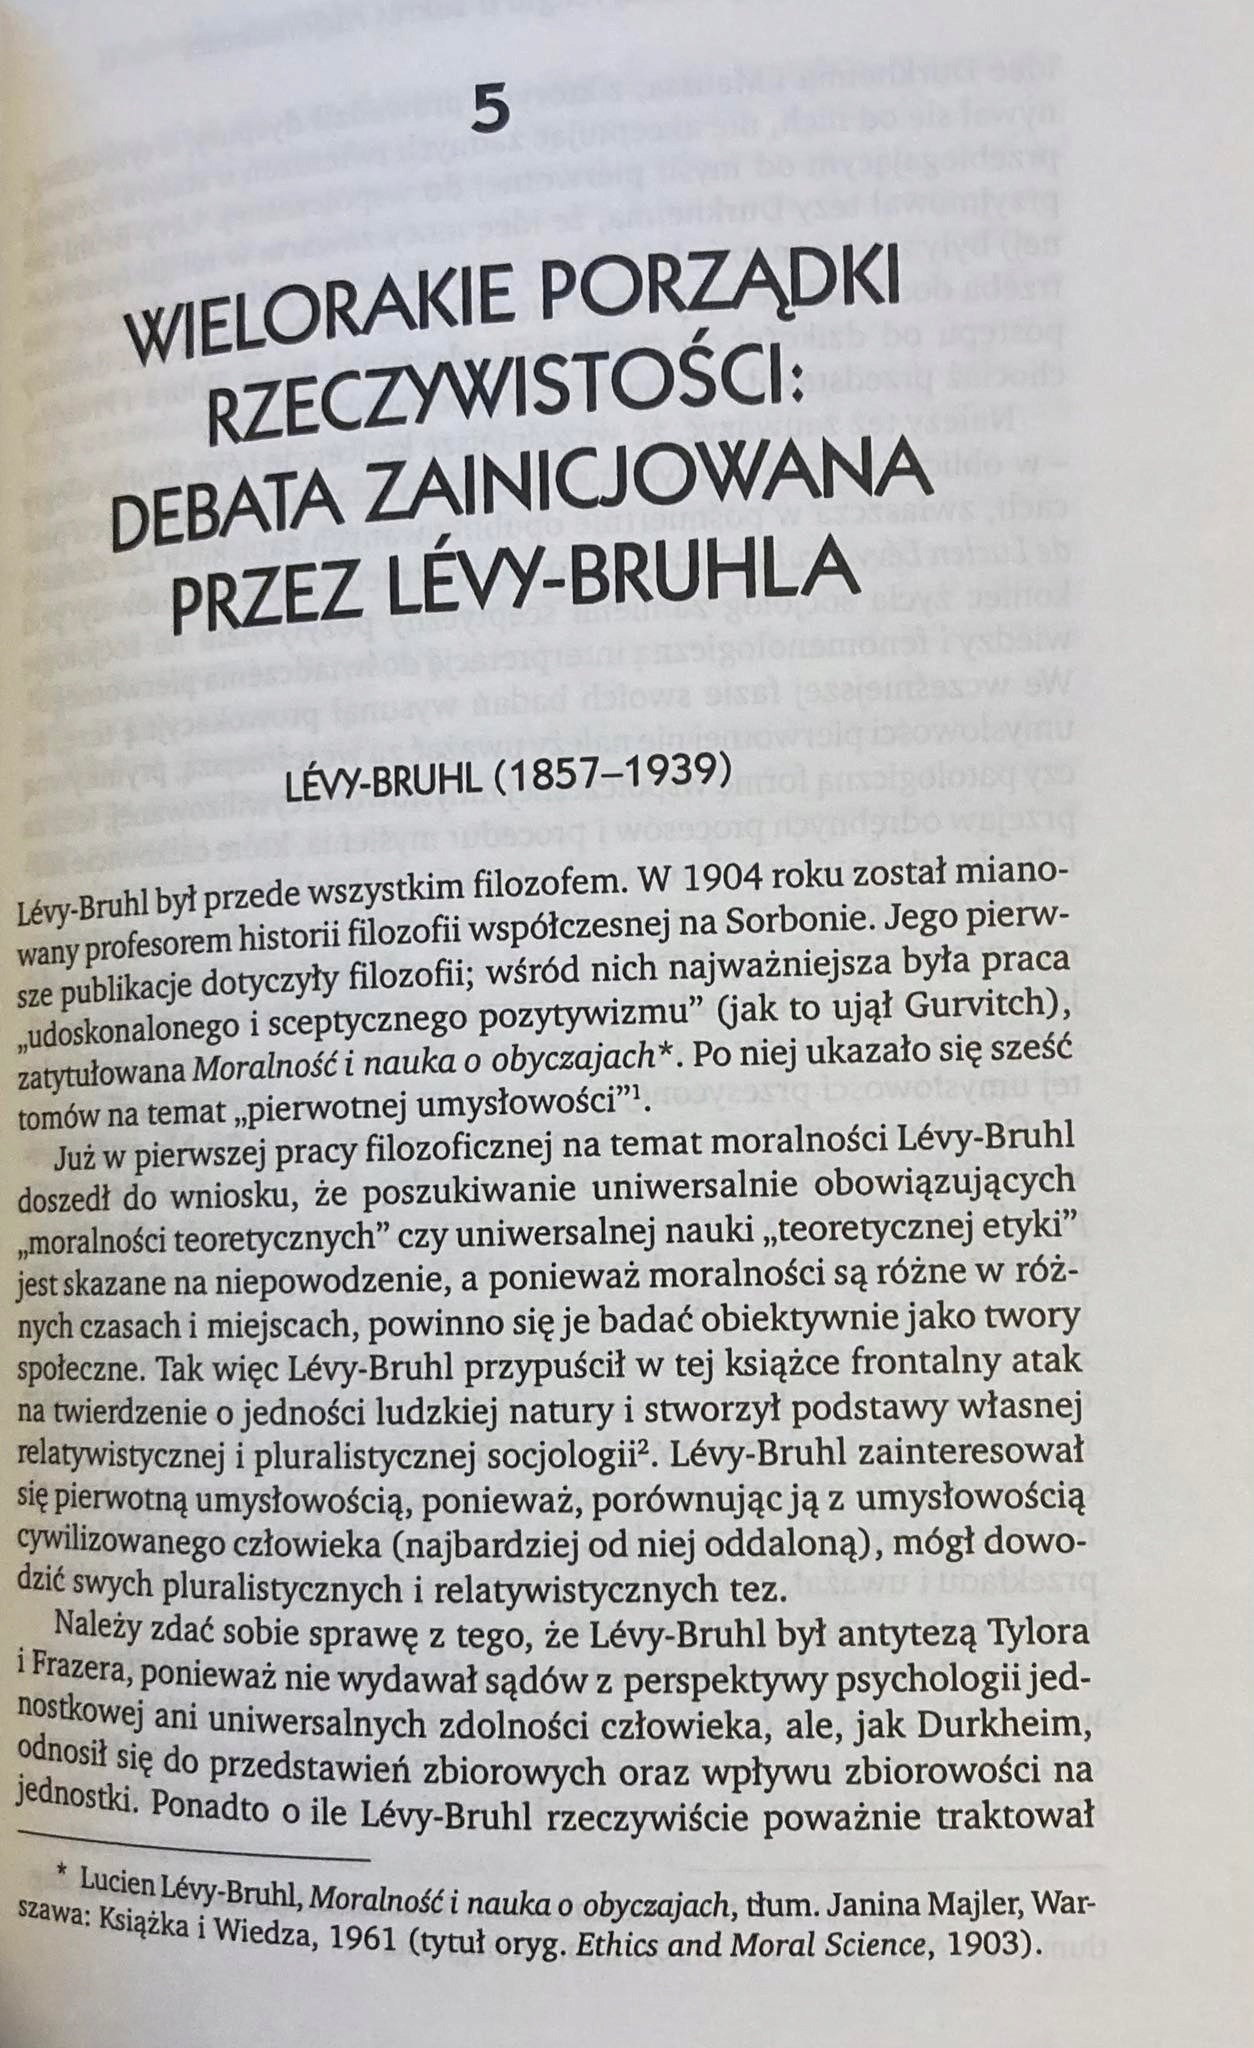 5
WIELORAKIE PORZĄDKI
RZECZYWISTOŚCI:
DEBATA ZAINICJOWANA
PRZEZ LÉVY-BRUHLA
LÉVY-BRUHL (1857–1939)
Lévy-Bruhl był przede wszystkim filozofem. W 1904 roku został miano-
wany profesorem historii filozofii współczesnej na Sorbonie. Jego pierw-
sze publikacje dotyczyły filozofii; wśród nich najważniejsza była praca
„udoskonalonego i sceptycznego pozytywizmu” (jak to ujął Gurvitch),
zatytułowana Moralność i nauka o obyczajach*. Po niej ukazało się sześć
tomów na temat „pierwotnej umysłowości”¹.
Już w pierwszej pracy filozoficznej na temat moralności Lévy-Bruhl
doszedł do wniosku, że poszukiwanie uniwersalnie obowiązujących
„moralności teoretycznych” czy uniwersalnej nauki „teoretycznej etyki”
jest skazane na niepowodzenie, a ponieważ moralności są różne w róż-
nych czasach i miejscach, powinno się je badać obiektywnie jako twory
społeczne. Tak więc Lévy-Bruhl przypuścił w tej książce frontalny atak
na twierdzenie o jedności ludzkiej natury i stworzył podstawy własnej
relatywistycznej i pluralistycznej socjologii². Lévy-Bruhl zainteresował
się pierwotną umysłowością, ponieważ, porównując ją z umysłowością
cywilizowanego człowieka (najbardziej od niej oddaloną), mógł dowo-
dzić swych pluralistycznych i relatywistycznych tez.
Należy zdać sobie sprawę z tego, że Lévy-Bruhl był antytezą Tylora
i Frazera, ponieważ nie wydawał sądów z perspektywy psychologii jed-
nostkowej ani uniwersalnych zdolności człowieka, ale, jak Durkheim,
odnosił się do przedstawień zbiorowych oraz wpływu zbiorowości na
jednostki. Ponadto o ile Lévy-Bruhl rzeczywiście poważnie traktował
* Lucien Lévy-Bruhl, Moralność i nauka o obyczajach, tłum. Janina Majler, War-
szawa: Książka i Wiedza, 1961 (tytuł oryg. Ethics and Moral Science, 1903).